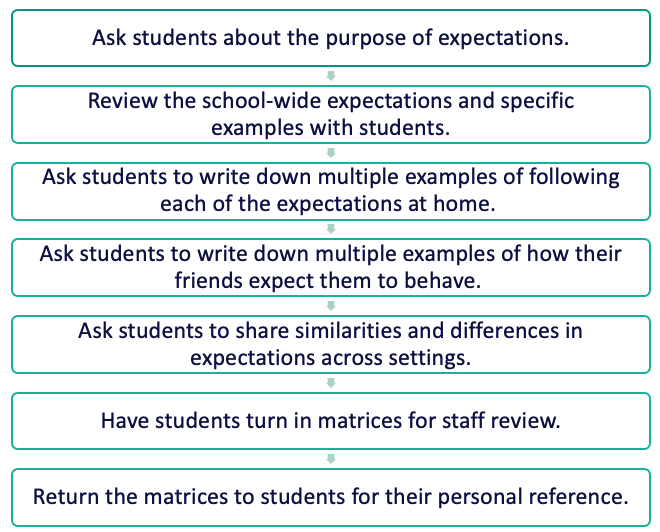 Ask students about the purpose of expectations.
Review the school-wide expectations and specific
examples with students.
Ask students to write down multiple examples of following
each of the expectations at home.
Ask students to write down multiple examples of how their
friends expect them to behave.
Ask students to share similarities and differences in
expectations across settings.
Have students turn in matrices for staff review.
Return the matrices to students for their personal reference.